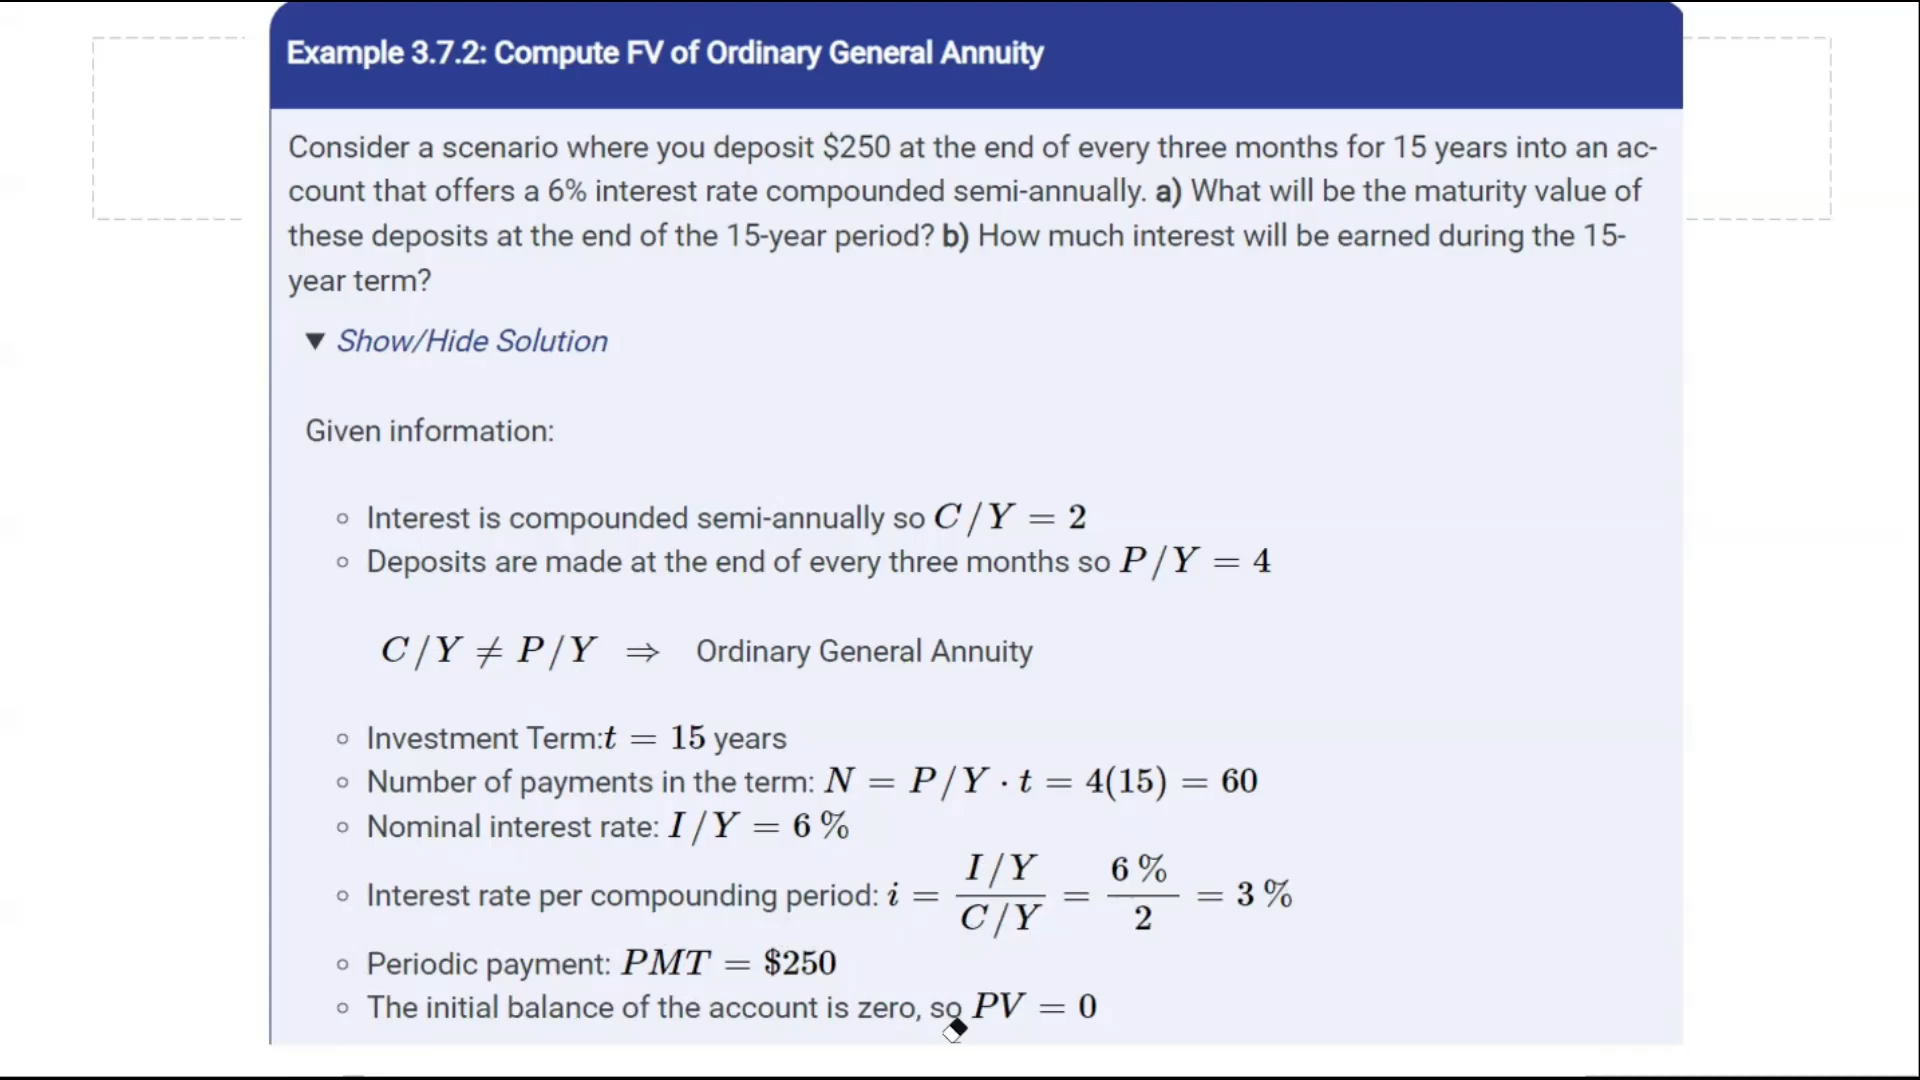 Example 3.7.2: Compute FV of Ordinary General Annuity
Consider a scenario where you deposit $250 at the end of every three months for 15 years into an ac-
count that offers a 6% interest rate compounded semi-annually. a) What will be the maturity value of
these deposits at the end of the 15-year period? b) How much interest will be earned during the 15-
year term?
▼ Show/Hide Solution
Given information:
◦ Interest is compounded semi-annually so C/Y = 2
◦ Deposits are made at the end of every three months so P/Y = 4
C/Y ≠ P/Y ⇒ Ordinary General Annuity
◦ Investment Term:t = 15 years
◦ Number of payments in the term: N = P/Y · t = 4(15) = 60
◦ Nominal interest rate: I/Y = 6 %
◦ Interest rate per compounding period: i = I/Y / C/Y = 6 % / 2 = 3 %
◦ Periodic payment: PMT = $250
◦ The initial balance of the account is zero, so PV = 0